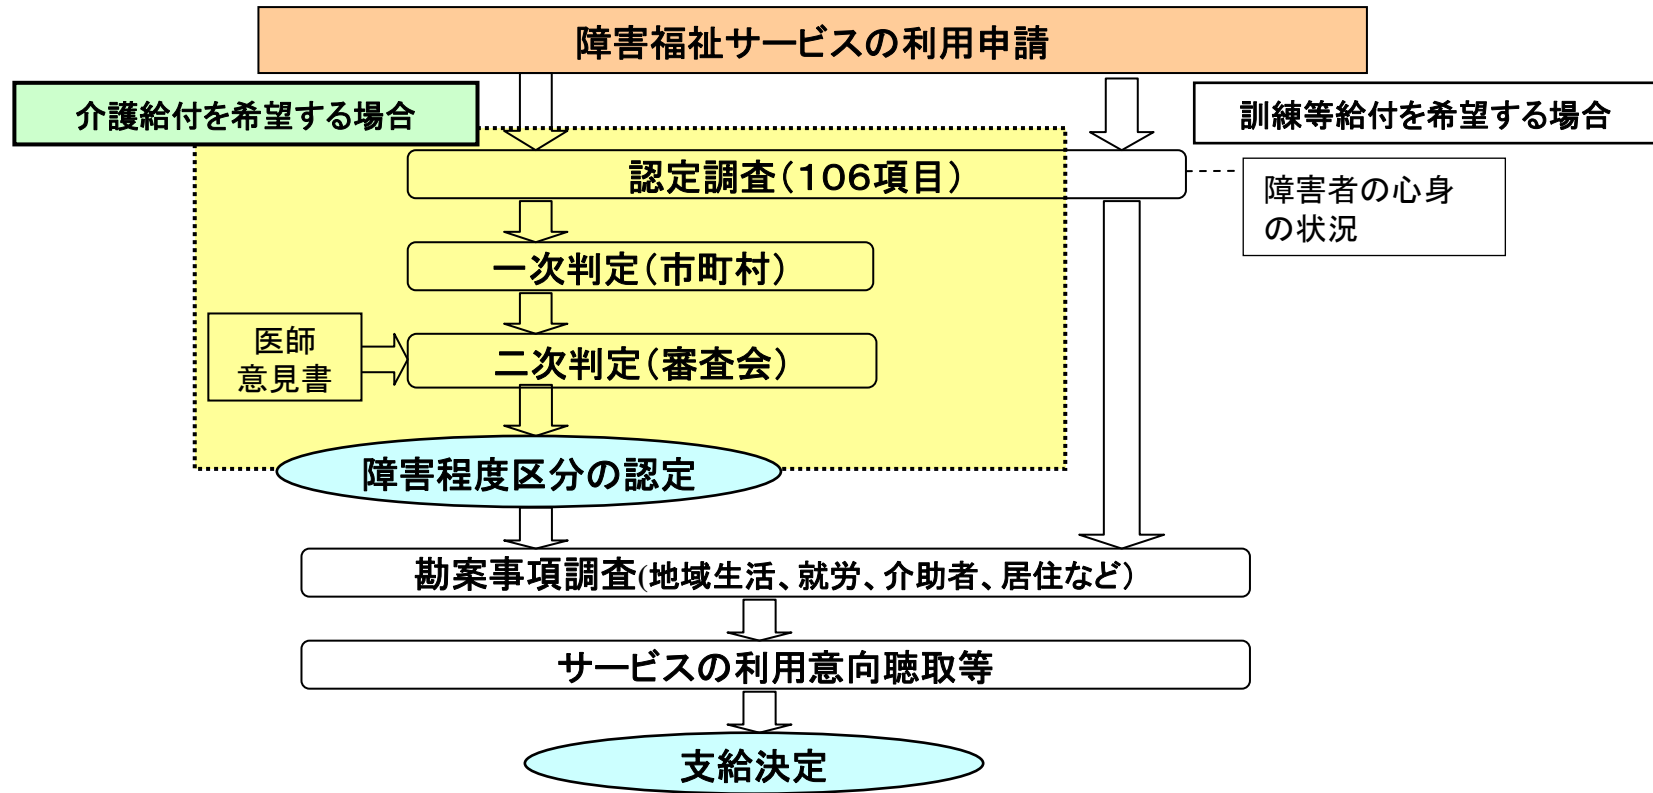 障害福祉サービスの利用申請
介護給付を希望する場合
訓練等給付を希望する場合
認定調査(106項目)
障害者の心身
の状況
一次判定(市町村)
医師
意見書
二次判定(審査会)
障害程度区分の認定
勘案事項調査(地域生活、就労、介助者、居住など)
サービスの利用意向聴取等
支給決定